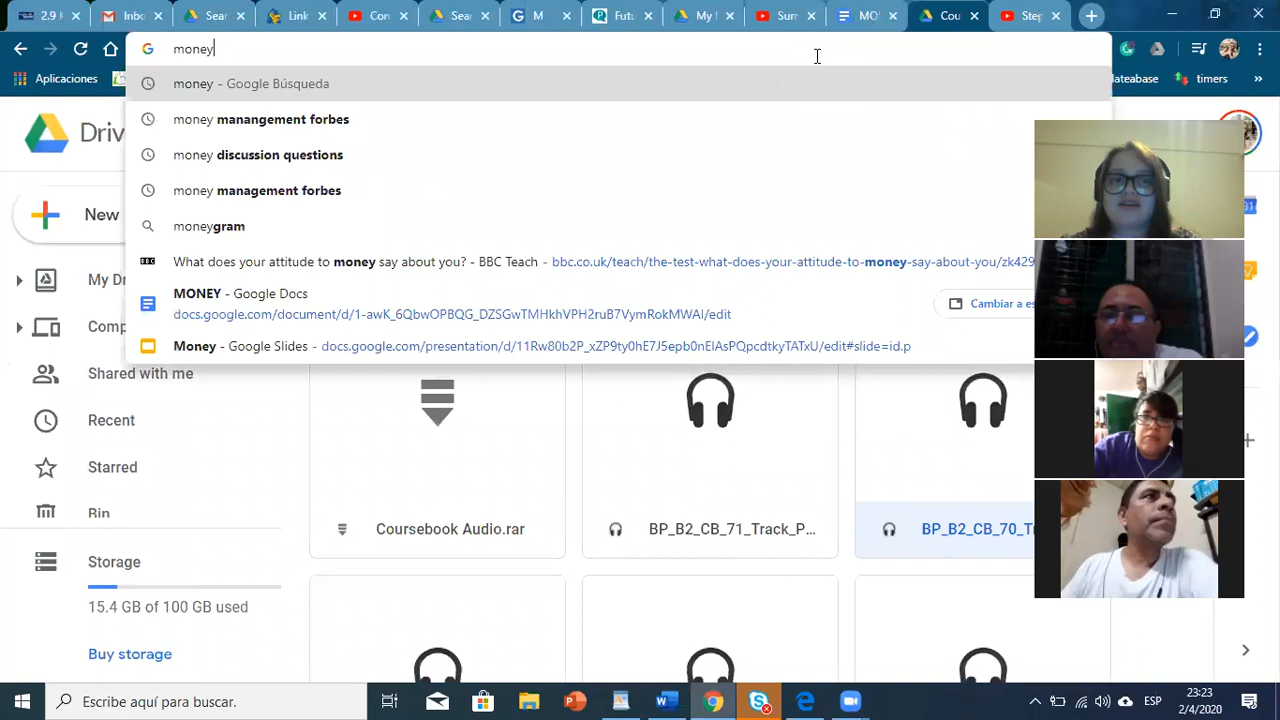 2.9
Inbo
Sear
Link
Con
Sear
M
Futu
My I
Sum
MO
Cou
Step
money
Aplicaciones
timers
money - Google Búsqueda
money manangement forbes
money discussion questions
money management forbes
moneygram
What does your attitude to money say about you? - BBC Teach - bbc.co.uk/teach/the-test-what-does-your-attitude-to-money-say-about-you/zk429
MONEY - Google Docs
docs.google.com/document/d/1-awK_6QbwOPBQG_DZSGwTMHkhVPH2ruB7VymRokMWAI/edit
Cambiar a es
Money - Google Slides - docs.google.com/presentation/d/11Rw80b2P_xZP9ty0hE7J5epb0nEIAsPQpcdtkyTATxU/edit#slide=id.p
Driv
New
My Dr
Comp
Shared with me
Recent
Starred
Bin
Storage
15.4 GB of 100 GB used
Buy storage
Coursebook Audio.rar
BP_B2_CB_71_Track_P...
BP_B2_CB_70_Tr
Escribe aquí para buscar.
ESP
23:23
2/4/2020